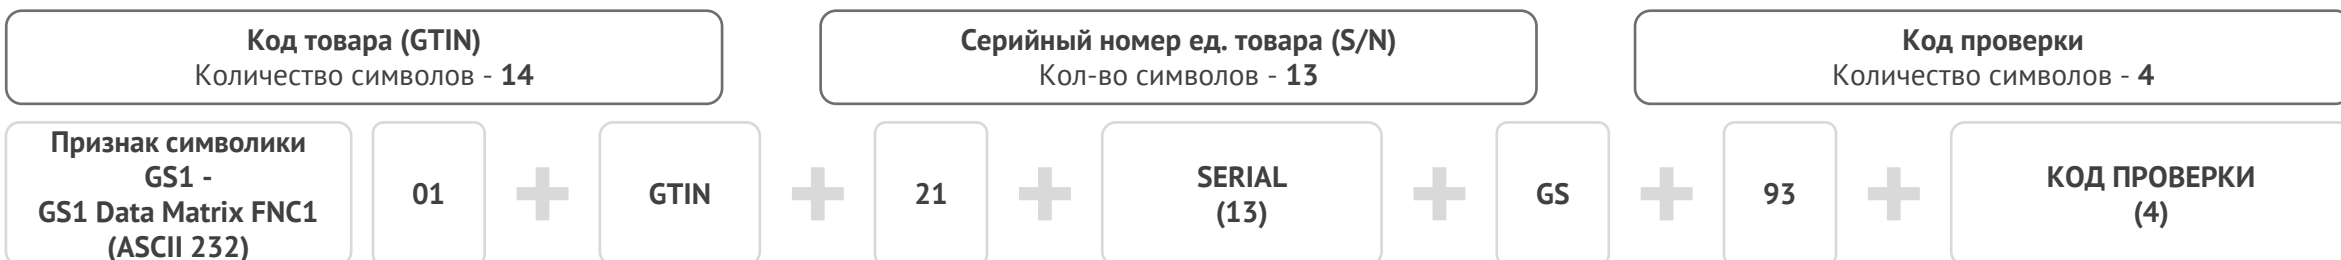 Код товара (GTIN)
Количество символов - 14
Серийный номер ед. товара (S/N)
Кол-во символов - 13
Код проверки
Количество символов - 4
Признак символики
GS1 -
GS1 Data Matrix FNC1
(ASCII 232)
01
+
GTIN
+
21
+
SERIAL
(13)
+
GS
+
93
+
КОД ПРОВЕРКИ
(4)